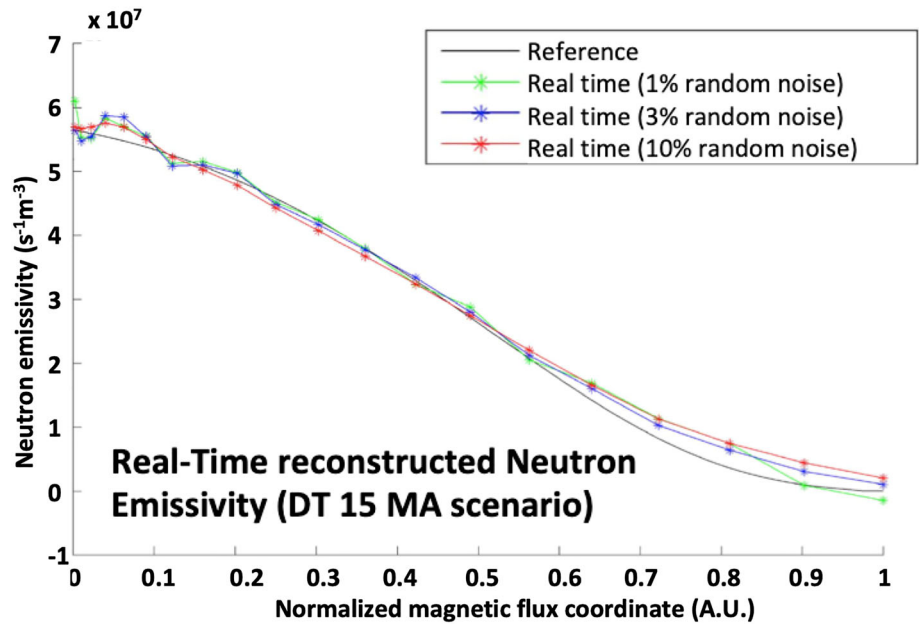 x 10⁷
7
6
5
4
3
2
1
0
-1
Neutron emissivity (s⁻¹m⁻³)
Reference
Real time (1% random noise)
Real time (3% random noise)
Real time (10% random noise)
Real-Time reconstructed Neutron
Emissivity (DT 15 MA scenario)
0 0.1 0.2 0.3 0.4 0.5 0.6 0.7 0.8 0.9 1
Normalized magnetic flux coordinate (A.U.)